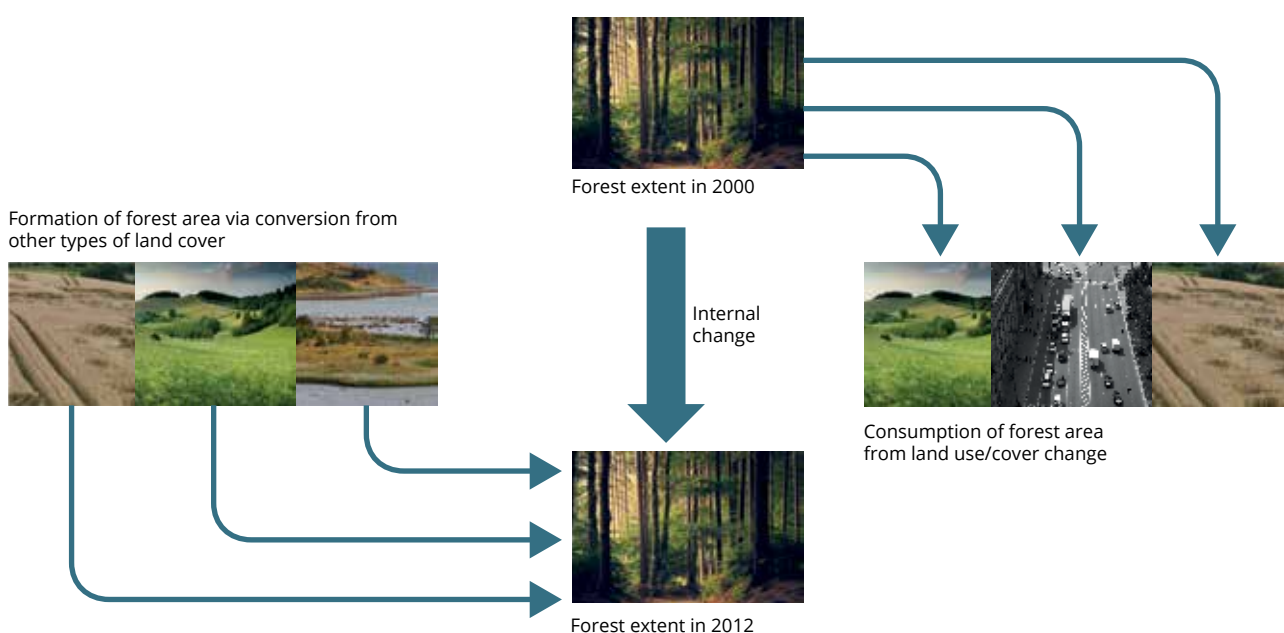 Forest extent in 2000
Formation of forest area via conversion from
other types of land cover
Internal
change
Consumption of forest area
from land use/cover change
Forest extent in 2012